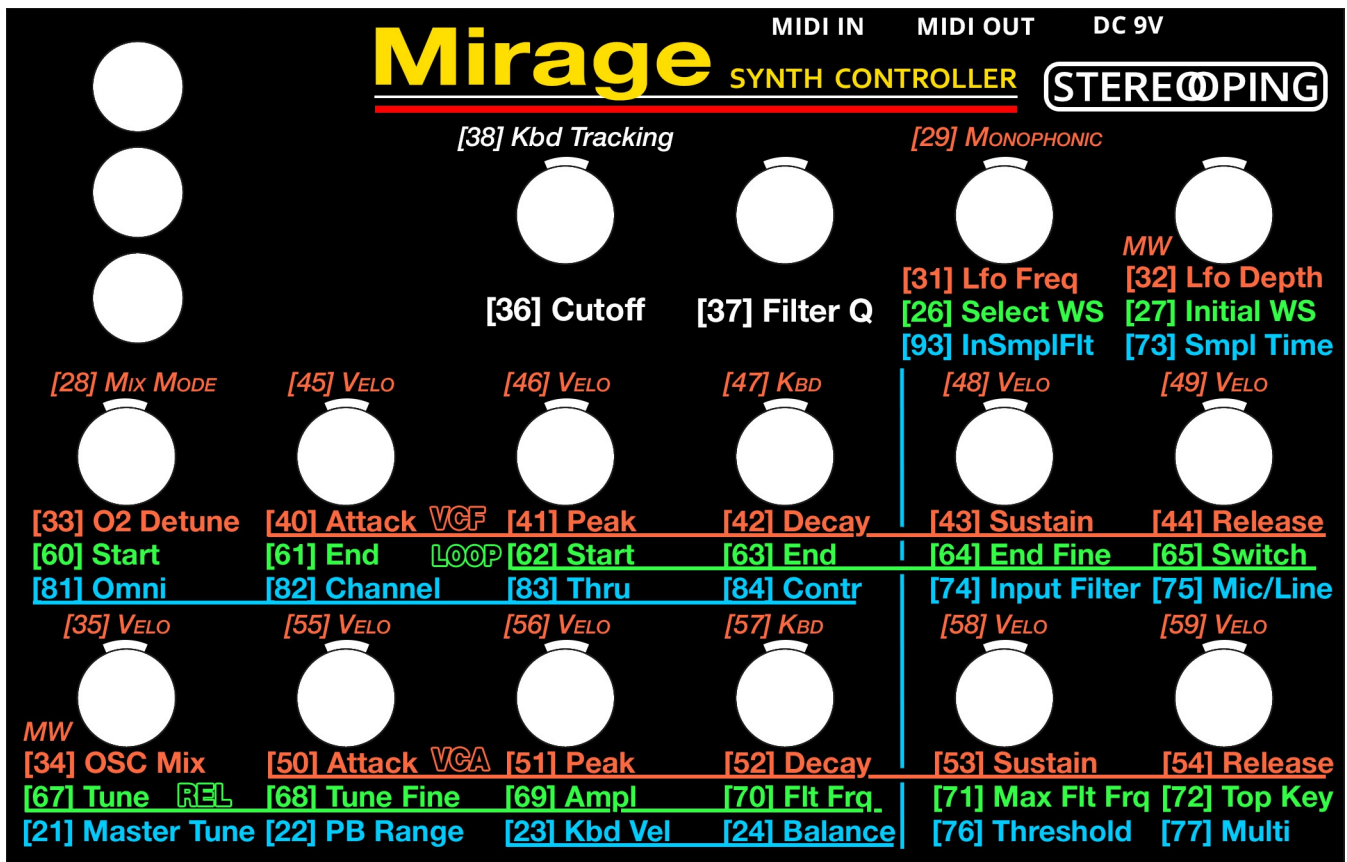 MIDI IN MIDI OUT DC 9V
Mirage SYNTH CONTROLLER
STEREOOPING
[38] Kbd Tracking [29] MONOPHONIC
MW
[36] Cutoff [37] Filter Q [31] Lfo Freq [32] Lfo Depth
[26] Select WS [27] Initial WS
[93] InSmplFlt [73] Smpl Time
[28] MIX MODE [45] VELO [46] VELO [47] KBD [48] VELO [49] VELO
[33] O2 Detune [40] Attack VCF [41] Peak [42] Decay [43] Sustain [44] Release
[60] Start [61] End LOOP [62] Start [63] End [64] End Fine [65] Switch
[81] Omni [82] Channel [83] Thru [84] Contr [74] Input Filter [75] Mic/Line
[35] VELO [55] VELO [56] VELO [57] KBD [58] VELO [59] VELO
MW
[34] OSC Mix [50] Attack VCA [51] Peak [52] Decay [53] Sustain [54] Release
[67] Tune REL [68] Tune Fine [69] Ampl [70] Flt Frq [71] Max Flt Frq [72] Top Key
[21] Master Tune [22] PB Range [23] Kbd Vel [24] Balance [76] Threshold [77] Multi